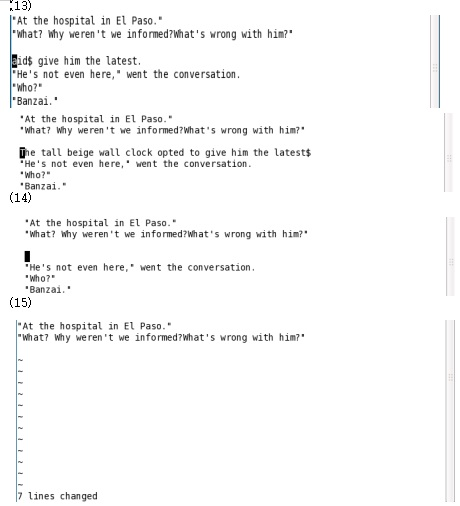 (13)
"At the hospital in El Paso."
"What? Why weren't we informed?What's wrong with him?"
aid$ give him the latest.
"He's not even here," went the conversation.
"Who?"
"Banzai."
"At the hospital in El Paso."
"What? Why weren't we informed?What's wrong with him?"
The tall beige wall clock opted to give him the latest$
"He's not even here," went the conversation.
"Who?"
"Banzai."
(14)
"At the hospital in El Paso."
"What? Why weren't we informed?What's wrong with him?"
"He's not even here," went the conversation.
"Who?"
"Banzai."
(15)
"At the hospital in El Paso."
"What? Why weren't we informed?What's wrong with him?"
~
~
~
~
~
~
~
~
~
~
~
~
7 lines changed